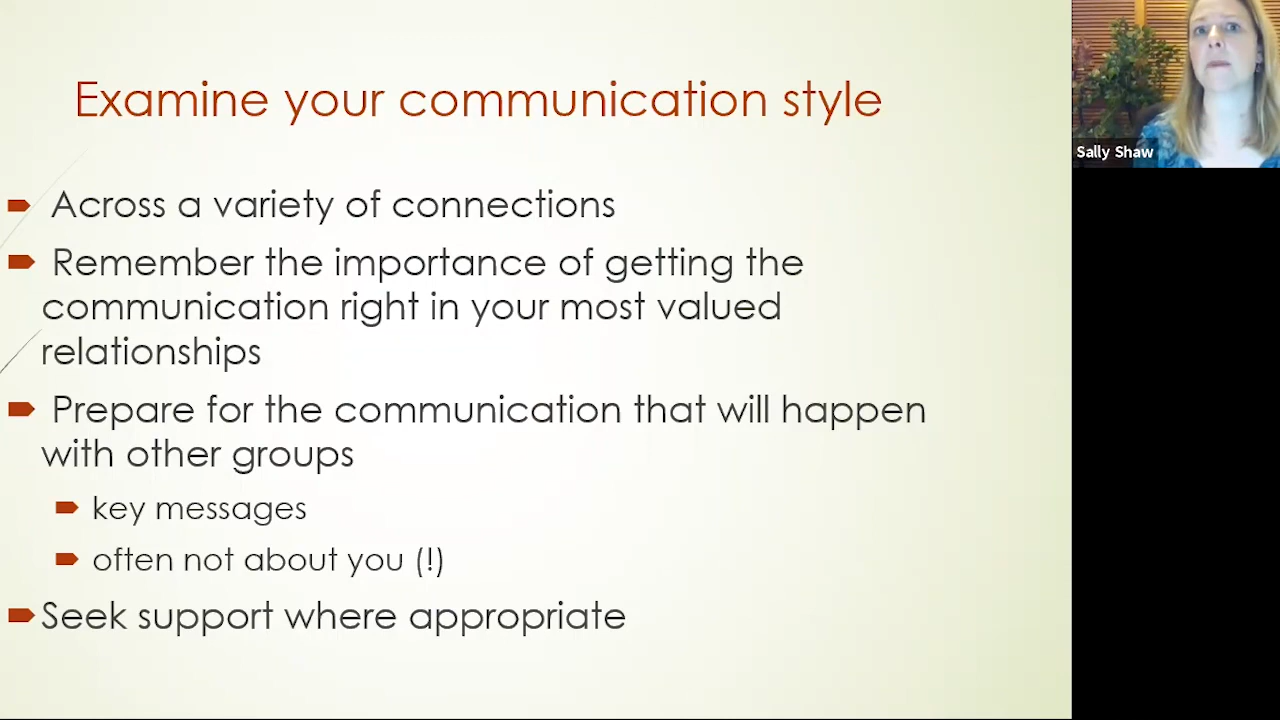 Examine your communication style
Sally Shaw
Across a variety of connections
Remember the importance of getting the
communication right in your most valued
relationships
Prepare for the communication that will happen
with other groups
key messages
often not about you (!)
Seek support where appropriate